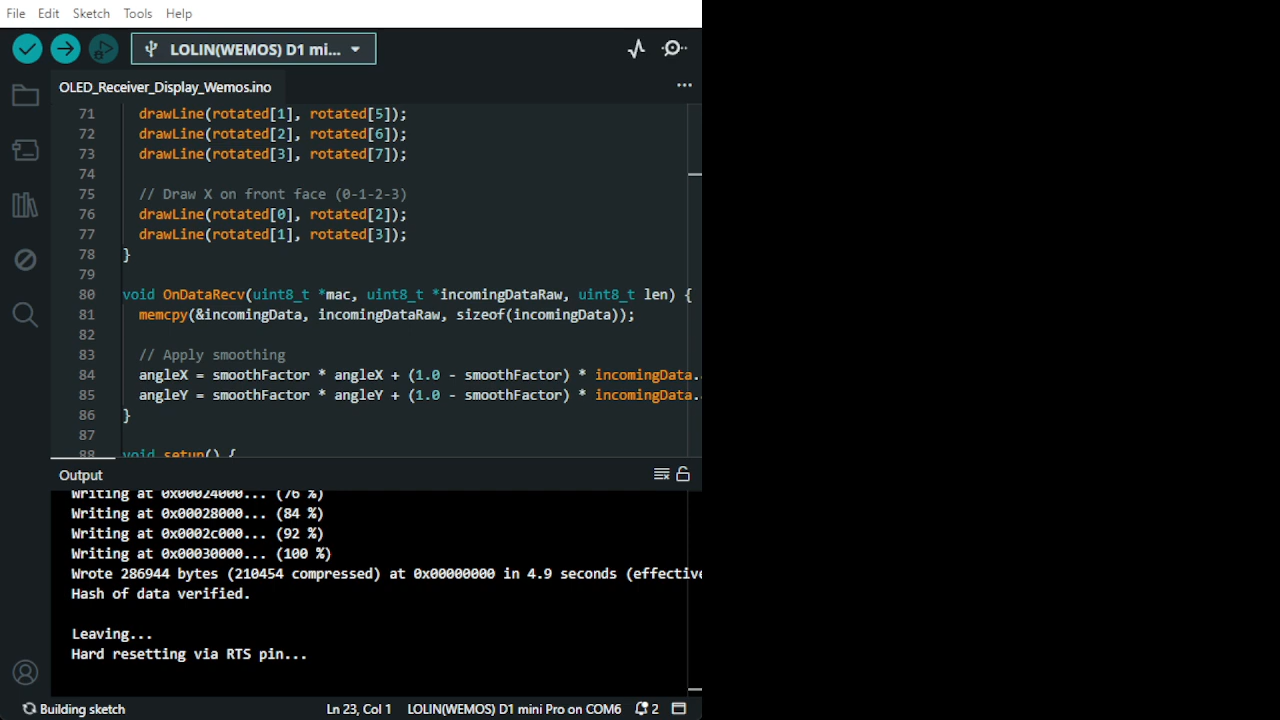 File Edit Sketch Tools Help
LOLIN(WEMOS) D1 mi...
OLED_Receiver_Display_Wemos.ino
71 drawLine(rotated[1], rotated[5]);
72 drawLine(rotated[2], rotated[6]);
73 drawLine(rotated[3], rotated[7]);
74
75 // Draw X on front face (0-1-2-3)
76 drawLine(rotated[0], rotated[2]);
77 drawLine(rotated[1], rotated[3]);
78 }
79
80 void OnDataRecv(uint8_t *mac, uint8_t *incomingDataRaw, uint8_t len) {
81 memcpy(&incomingData, incomingDataRaw, sizeof(incomingData));
82
83 // Apply smoothing
84 angleX = smoothFactor * angleX + (1.0 - smoothFactor) * incomingData.
85 angleY = smoothFactor * angleY + (1.0 - smoothFactor) * incomingData.
86 }
87
88 void setup() {
Output
Writing at 0x00024000... (76 %)
Writing at 0x00028000... (84 %)
Writing at 0x0002c000... (92 %)
Writing at 0x00030000... (100 %)
Wrote 286944 bytes (210454 compressed) at 0x00000000 in 4.9 seconds (effective
Hash of data verified.
Leaving...
Hard resetting via RTS pin...
Building sketch Ln 23, Col 1 LOLIN(WEMOS) D1 mini Pro on COM6 2